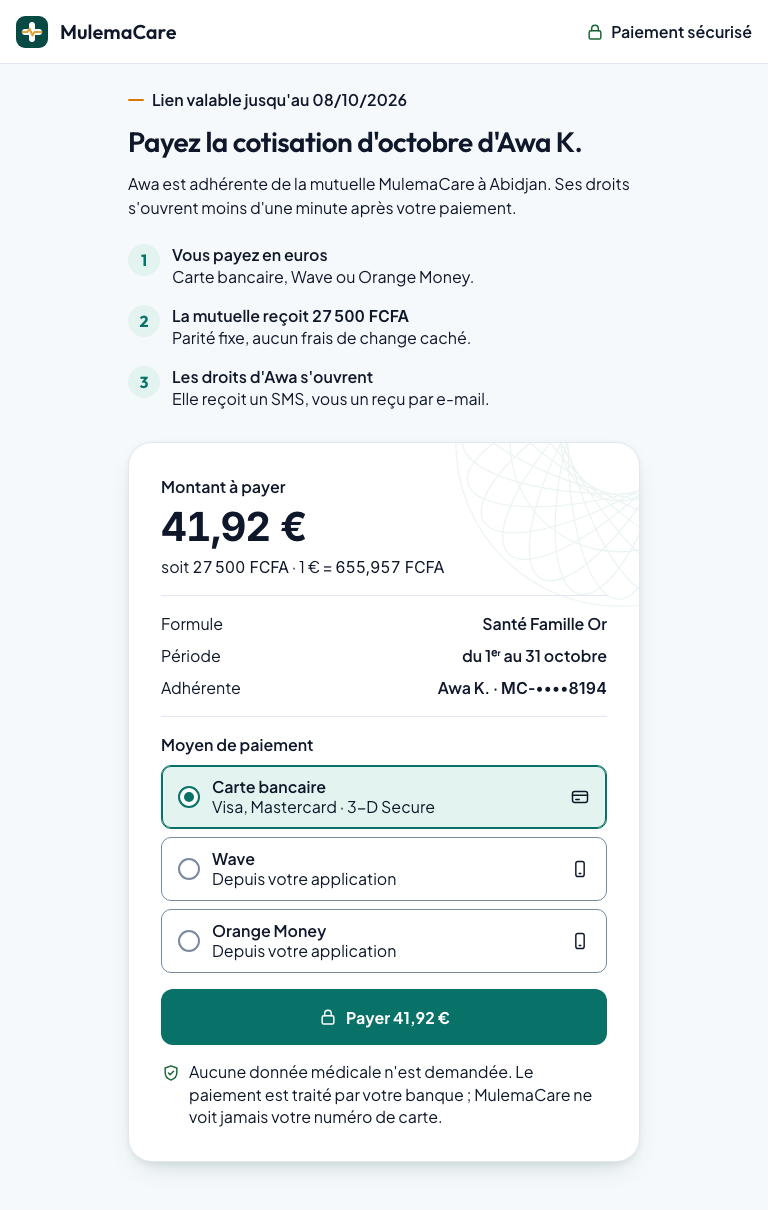 MulemaCare
Paiement sécurisé
Lien valable jusqu'au 08/10/2026
Payez la cotisation d'octobre d'Awa K.
Awa est adhérente de la mutuelle MulemaCare à Abidjan. Ses droits
s'ouvrent moins d'une minute après votre paiement.
1
Vous payez en euros
Carte bancaire, Wave ou Orange Money.
2
La mutuelle reçoit 27 500 FCFA
Parité fixe, aucun frais de change caché.
3
Les droits d'Awa s'ouvrent
Elle reçoit un SMS, vous un reçu par e-mail.
Montant à payer
41,92 €
soit 27 500 FCFA · 1 € = 655,957 FCFA
Formule
Santé Famille Or
Période
du 1ᵉʳ au 31 octobre
Adhérente
Awa K. · MC-••••8194
Moyen de paiement
Carte bancaire
Visa, Mastercard · 3-D Secure
Wave
Depuis votre application
Orange Money
Depuis votre application
Payer 41,92 €
Aucune donnée médicale n'est demandée. Le
paiement est traité par votre banque ; MulemaCare ne
voit jamais votre numéro de carte.